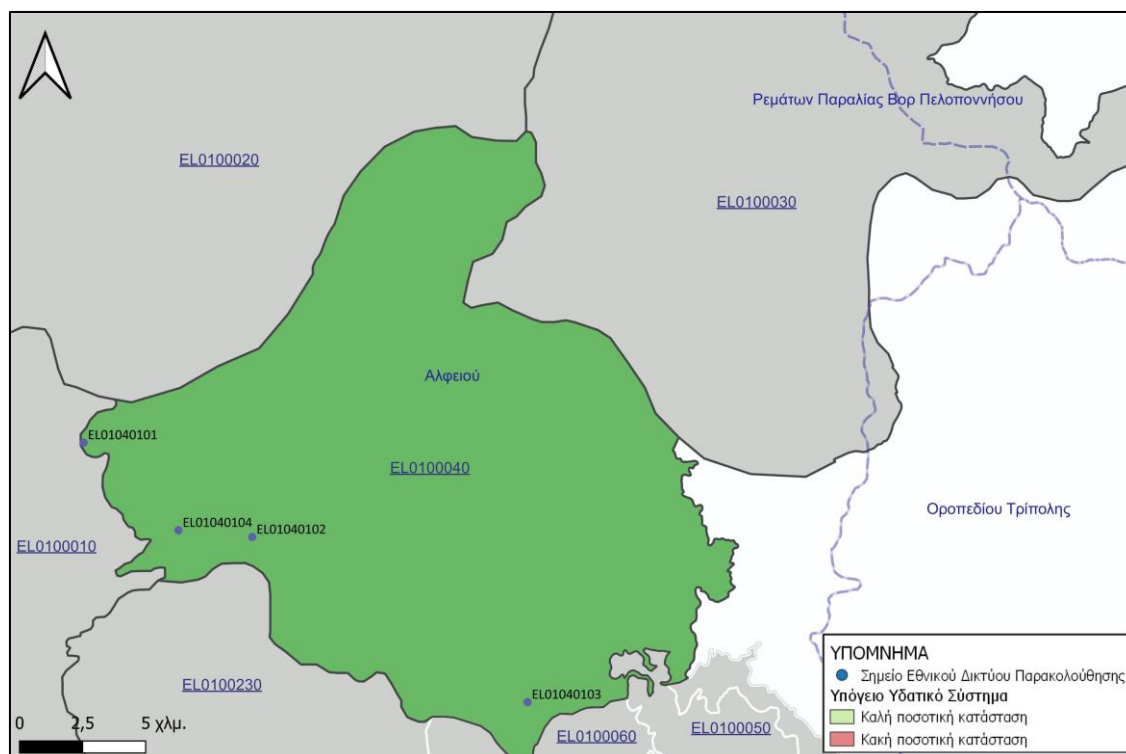 Ρεμάτων Παραλίας Βορ Πελοποννήσου
EL0100020
EL0100030
Αλφειού
EL01040101
EL0100040
EL01040104
EL01040102
Οροπεδίου Τρίπολης
EL0100010
EL0100230
EL01040103
EL0100060
EL0100050
0 2,5 5 χλμ.
ΥΠΟΜΝΗΜΑ
Σημείο Εθνικού Δικτύου Παρακολούθησης
Υπόγειο Υδατικό Σύστημα
Καλή ποσοτική κατάσταση
Κακή ποσοτική κατάσταση